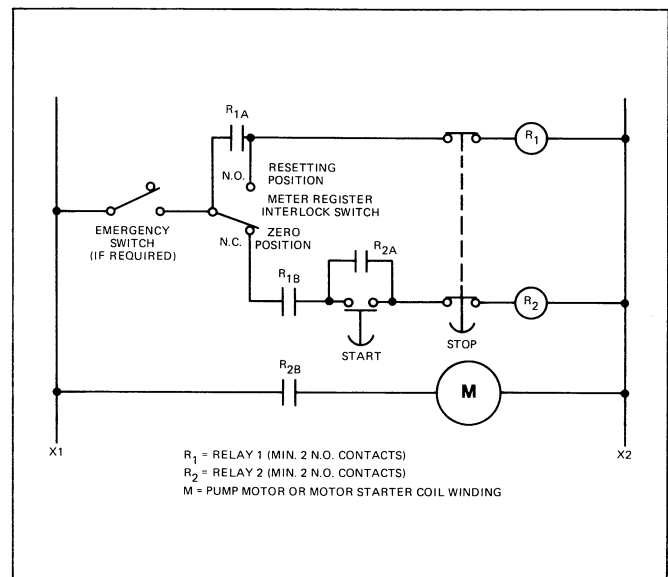 R1A
N.O.
RESETTING
POSITION
METER REGISTER
INTERLOCK SWITCH
EMERGENCY
SWITCH
(IF REQUIRED)
N.C.
ZERO
POSITION
R1
R1B
R2A
START
STOP
R2
R2B
M
X1
X2
R1 = RELAY 1 (MIN. 2 N.O. CONTACTS)
R2 = RELAY 2 (MIN. 2 N.O. CONTACTS)
M = PUMP MOTOR OR MOTOR STARTER COIL WINDING